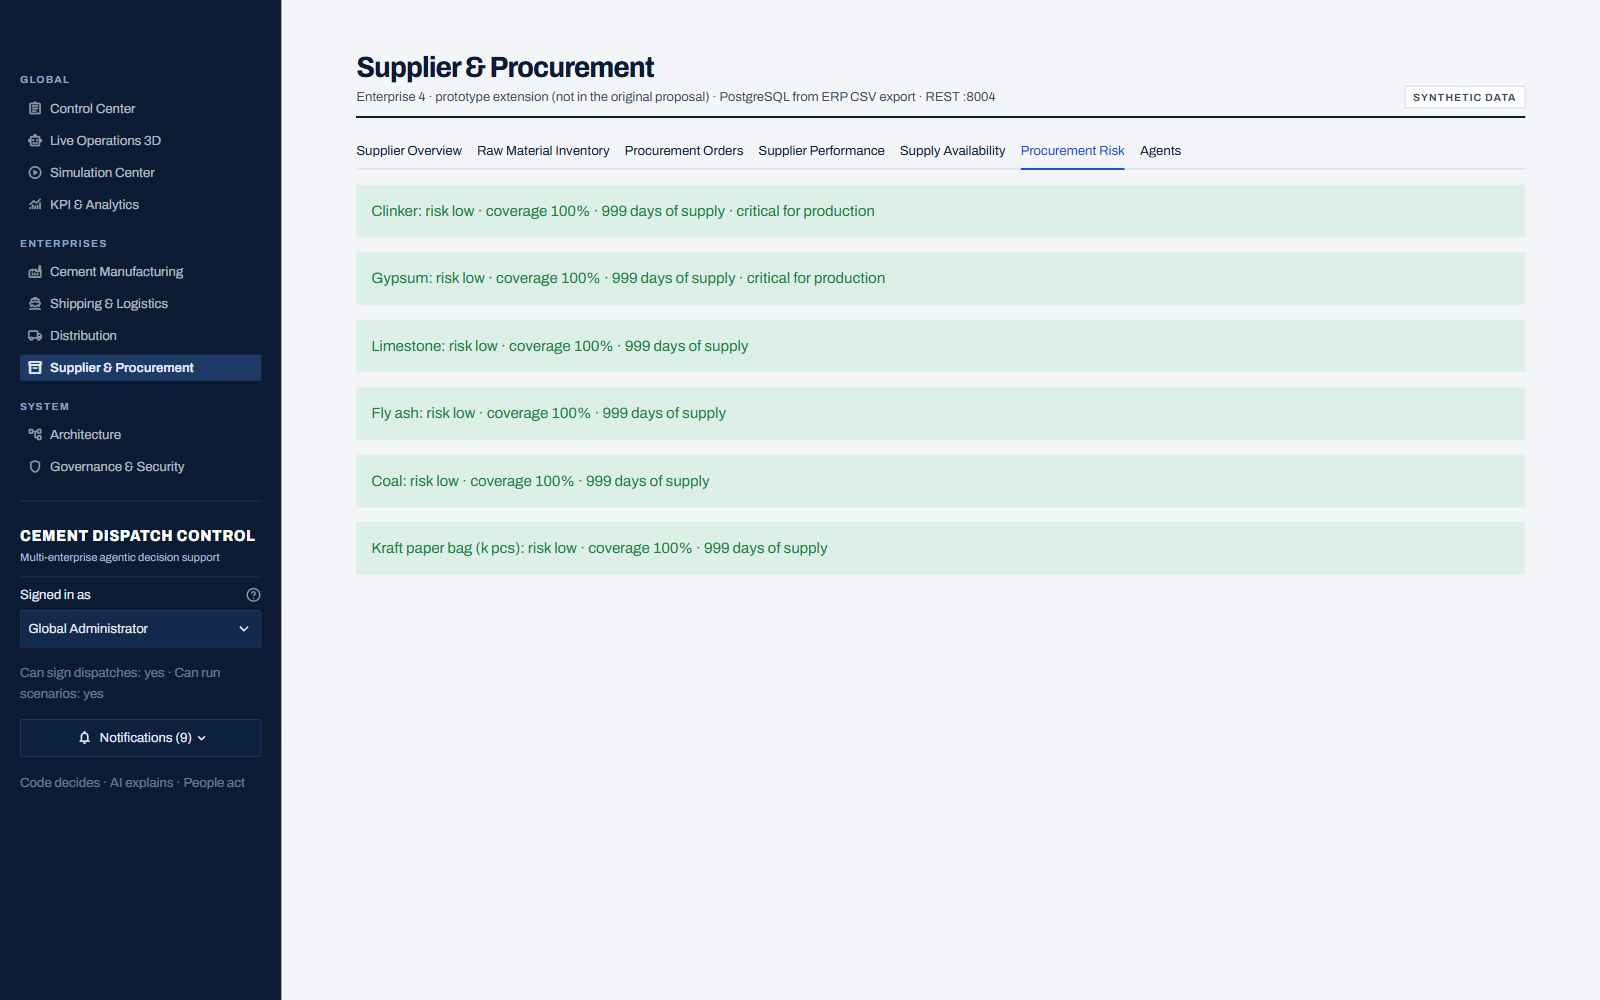 GLOBAL
Control Center
Live Operations 3D
Simulation Center
KPI & Analytics
ENTERPRISES
Cement Manufacturing
Shipping & Logistics
Distribution
Supplier & Procurement
SYSTEM
Architecture
Governance & Security
CEMENT DISPATCH CONTROL
Multi-enterprise agentic decision support
Signed in as
Global Administrator
Can sign dispatches: yes · Can run
scenarios: yes
Notifications (9)
Code decides · AI explains · People act
Supplier & Procurement
Enterprise 4 · prototype extension (not in the original proposal) · PostgreSQL from ERP CSV export · REST :8004
SYNTHETIC DATA
Supplier Overview Raw Material Inventory Procurement Orders Supplier Performance Supply Availability Procurement Risk Agents
Clinker: risk low · coverage 100% · 999 days of supply · critical for production
Gypsum: risk low · coverage 100% · 999 days of supply · critical for production
Limestone: risk low · coverage 100% · 999 days of supply
Fly ash: risk low · coverage 100% · 999 days of supply
Coal: risk low · coverage 100% · 999 days of supply
Kraft paper bag (k pcs): risk low · coverage 100% · 999 days of supply